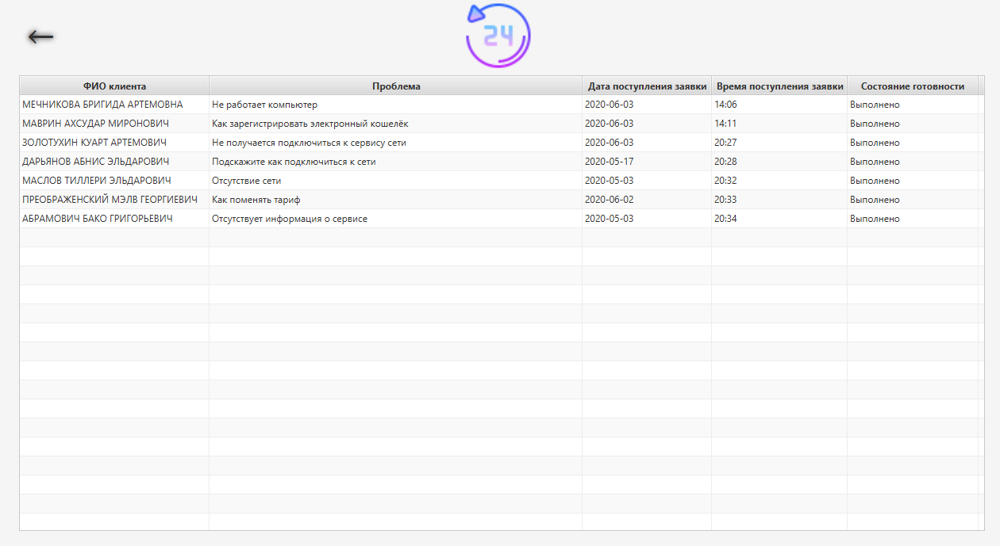 24
ФИО клиента Проблема Дата поступления заявки Время поступления заявки Состояние готовности
МЕЧНИКОВА БРИГИДА АРТЕМОВНА Не работает компьютер 2020-06-03 14:06 Выполнено
МАВРИН АХСУДАР МИРОНОВИЧ Как зарегистрировать электронный кошелёк 2020-06-03 14:11 Выполнено
ЗОЛОТУХИН КУАРТ АРТЕМОВИЧ Не получается подключиться к сервису сети 2020-06-03 20:27 Выполнено
ДАРЬЯНОВ АБНИС ЭЛЬДАРОВИЧ Подскажите как подключиться к сети 2020-05-17 20:28 Выполнено
МАСЛОВ ТИЛЛЕРИ ЭЛЬДАРОВИЧ Отсутствие сети 2020-05-03 20:32 Выполнено
ПРЕОБРАЖЕНСКИЙ МЭЛВ ГЕОРГИЕВИЧ Как поменять тариф 2020-06-02 20:33 Выполнено
АБРАМОВИЧ БАКО ГРИГОРЬЕВИЧ Отсутствует информация о сервисе 2020-05-03 20:34 Выполнено